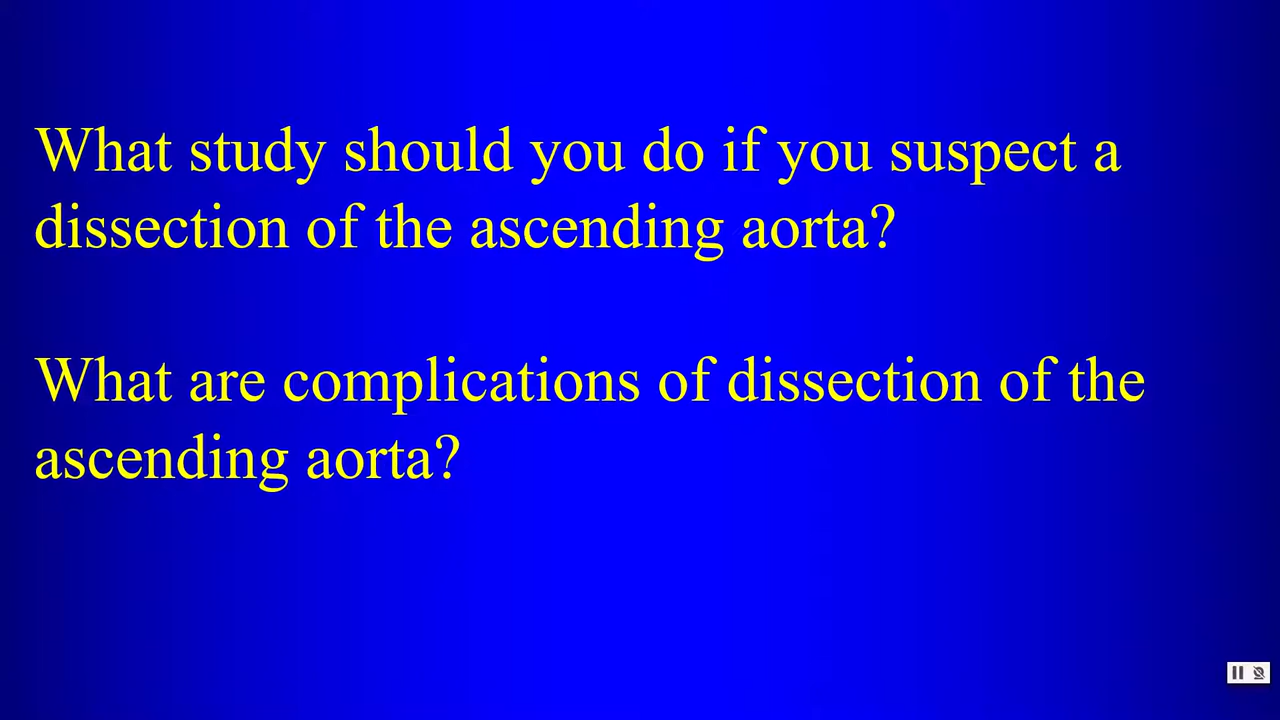 What study should you do if you suspect a
dissection of the ascending aorta?
What are complications of dissection of the
ascending aorta?